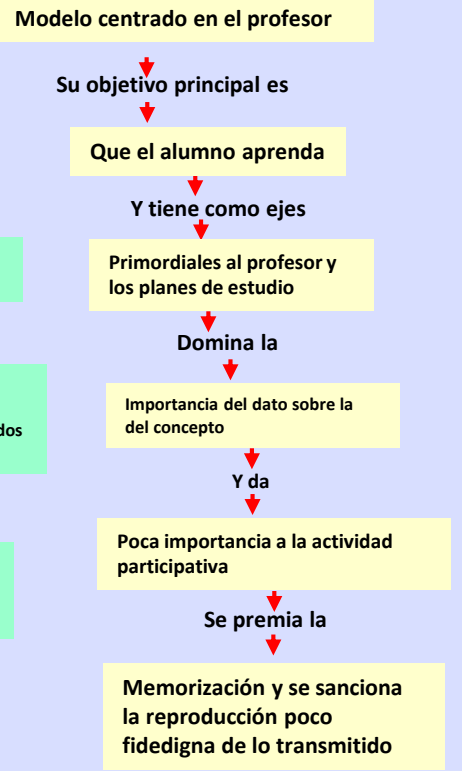 Modelo centrado en el profesor
Su objetivo principal es
Que el alumno aprenda
Y tiene como ejes
Primordiales al profesor y
los planes de estudio
Domina la
Importancia del dato sobre la
del concepto
dos
Y da
Poca importancia a la actividad
participativa
Se premia la
Memorización y se sanciona
la reproducción poco
fidedigna de lo transmitido